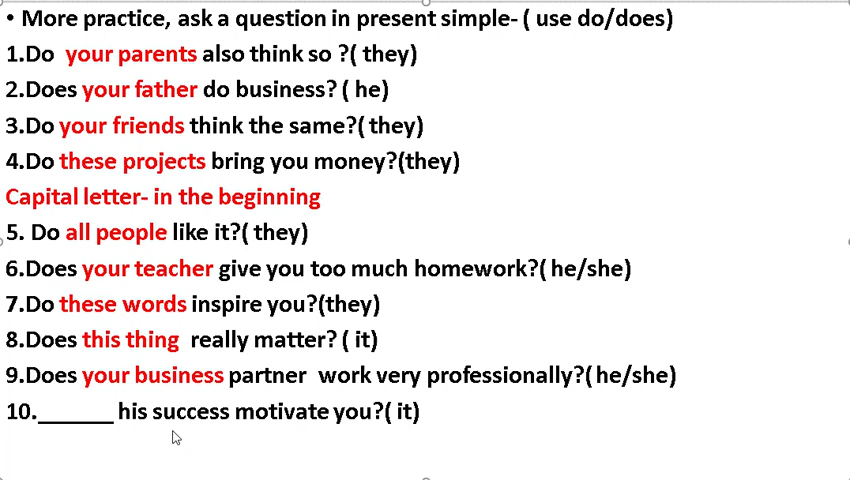 • More practice, ask a question in present simple- ( use do/does)
1.Do  your parents also think so ?( they)
2.Does your father do business? ( he)
3.Do your friends think the same?( they)
4.Do these projects bring you money?(they)
Capital letter- in the beginning
5. Do all people like it?( they)
6.Does your teacher give you too much homework?( he/she)
7.Do these words inspire you?(they)
8.Does this thing  really matter? ( it)
9.Does your business partner  work very professionally?( he/she)
10.______ his success motivate you?( it)